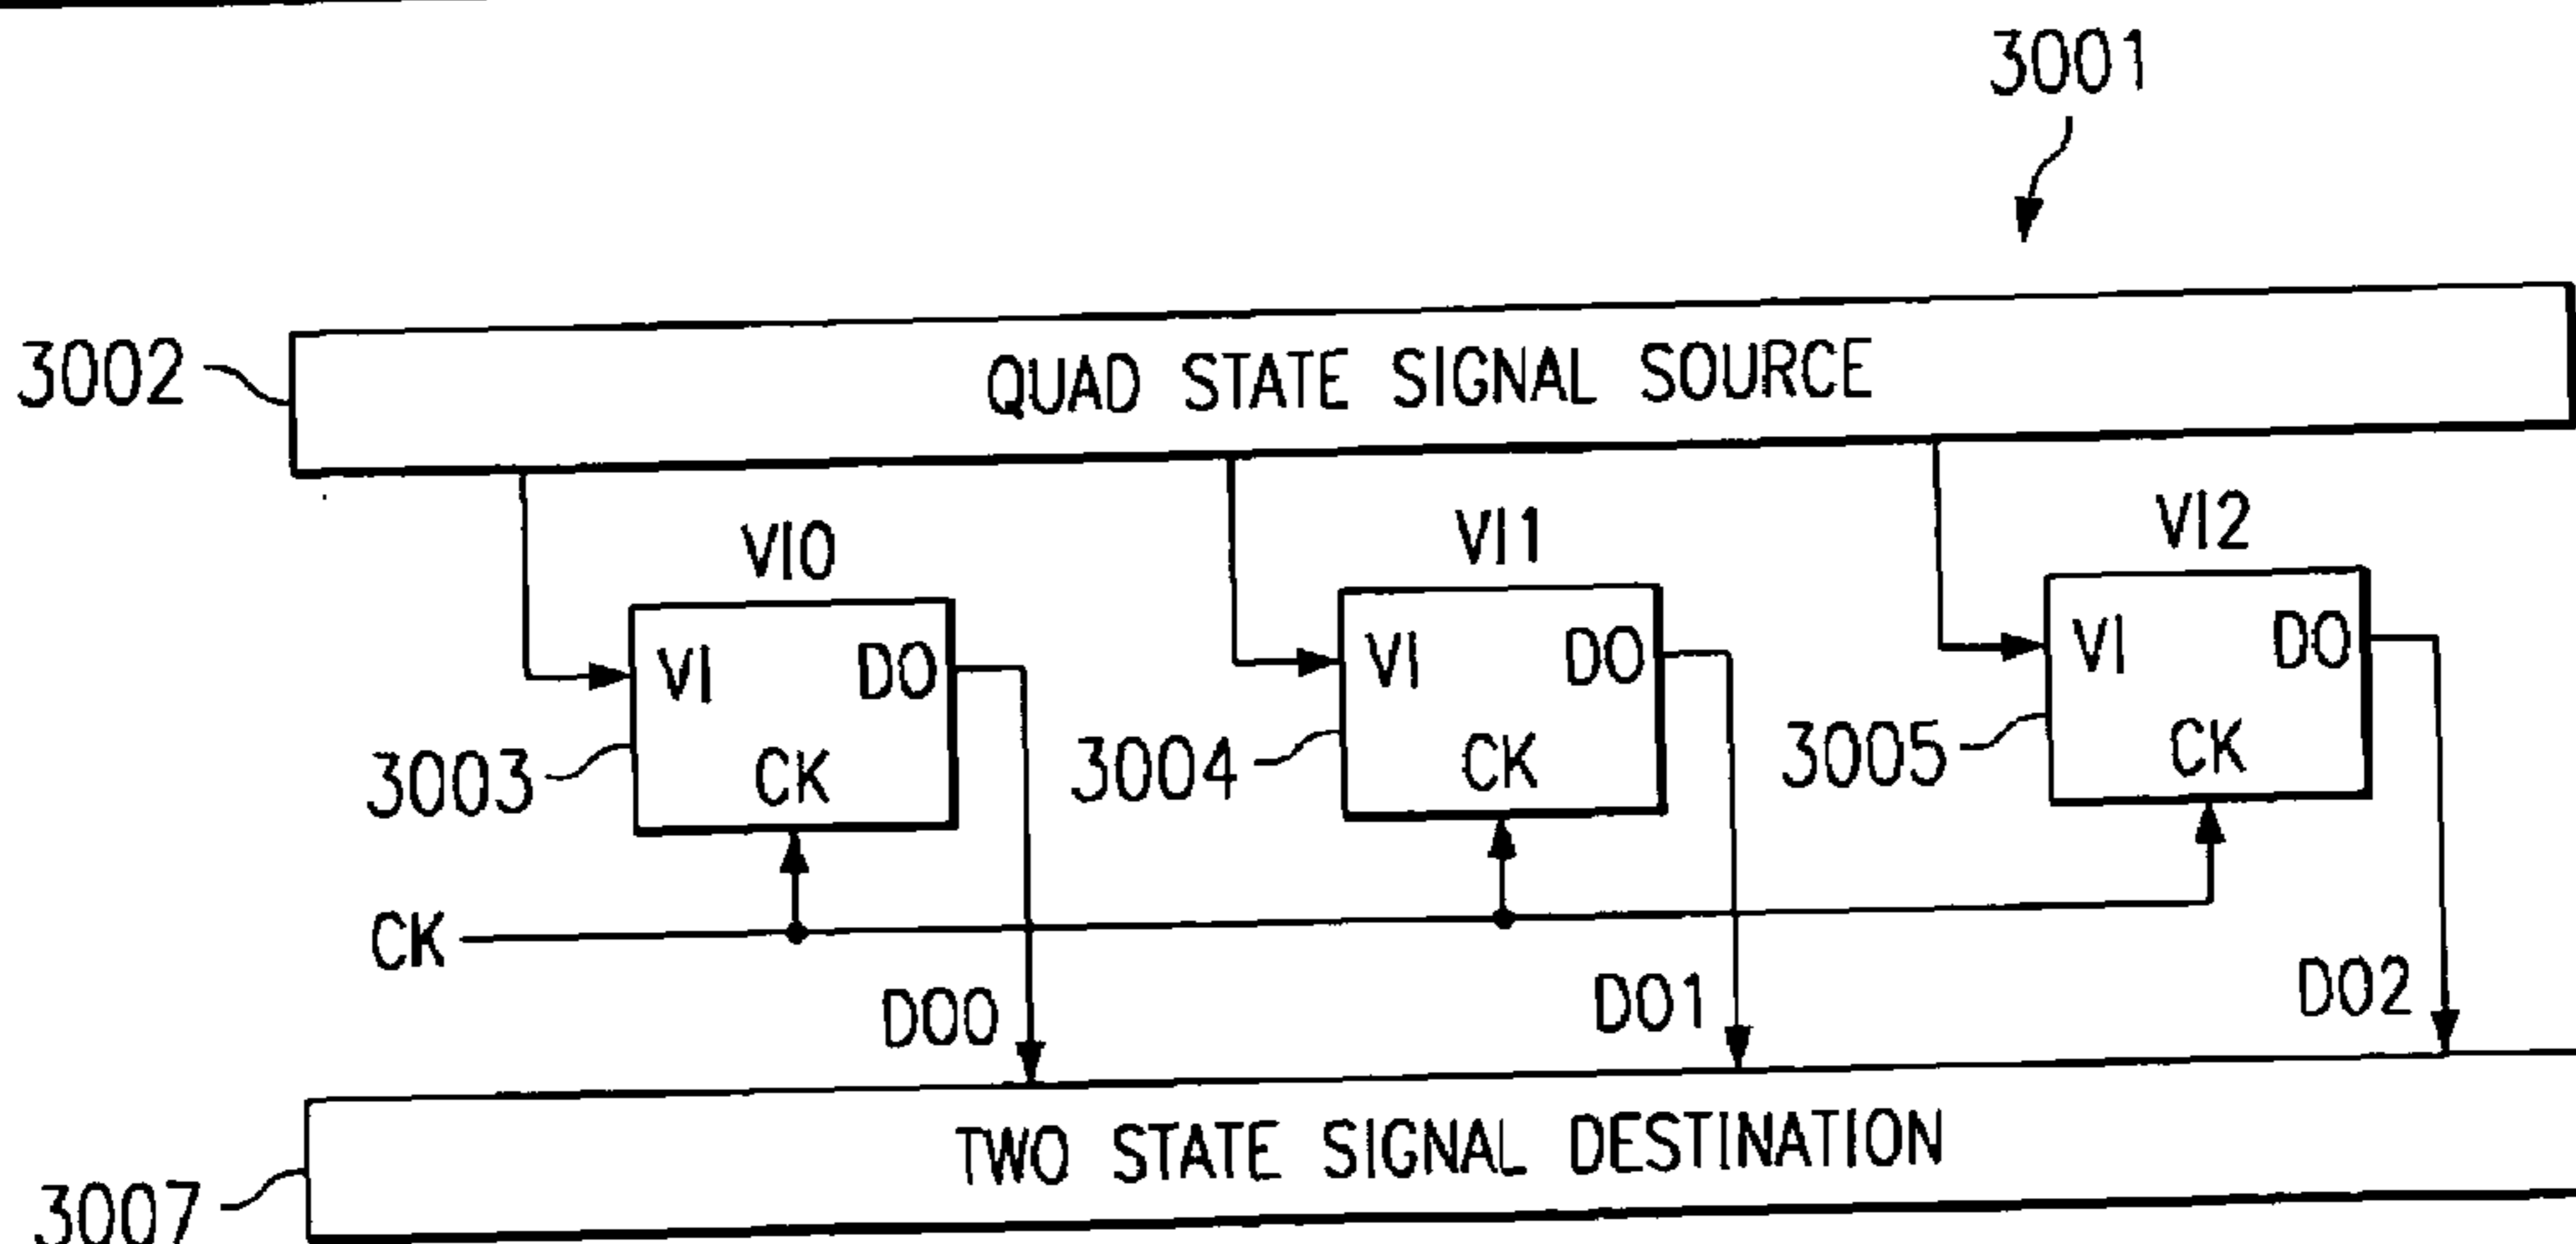 3001
3002
QUAD STATE SIGNAL SOURCE
VI0
VI1
VI2
VI DO
CK
3003
VI DO
CK
3004
VI DO
CK
3005
CK
DO0
DO1
DO2
TWO STATE SIGNAL DESTINATION
3007